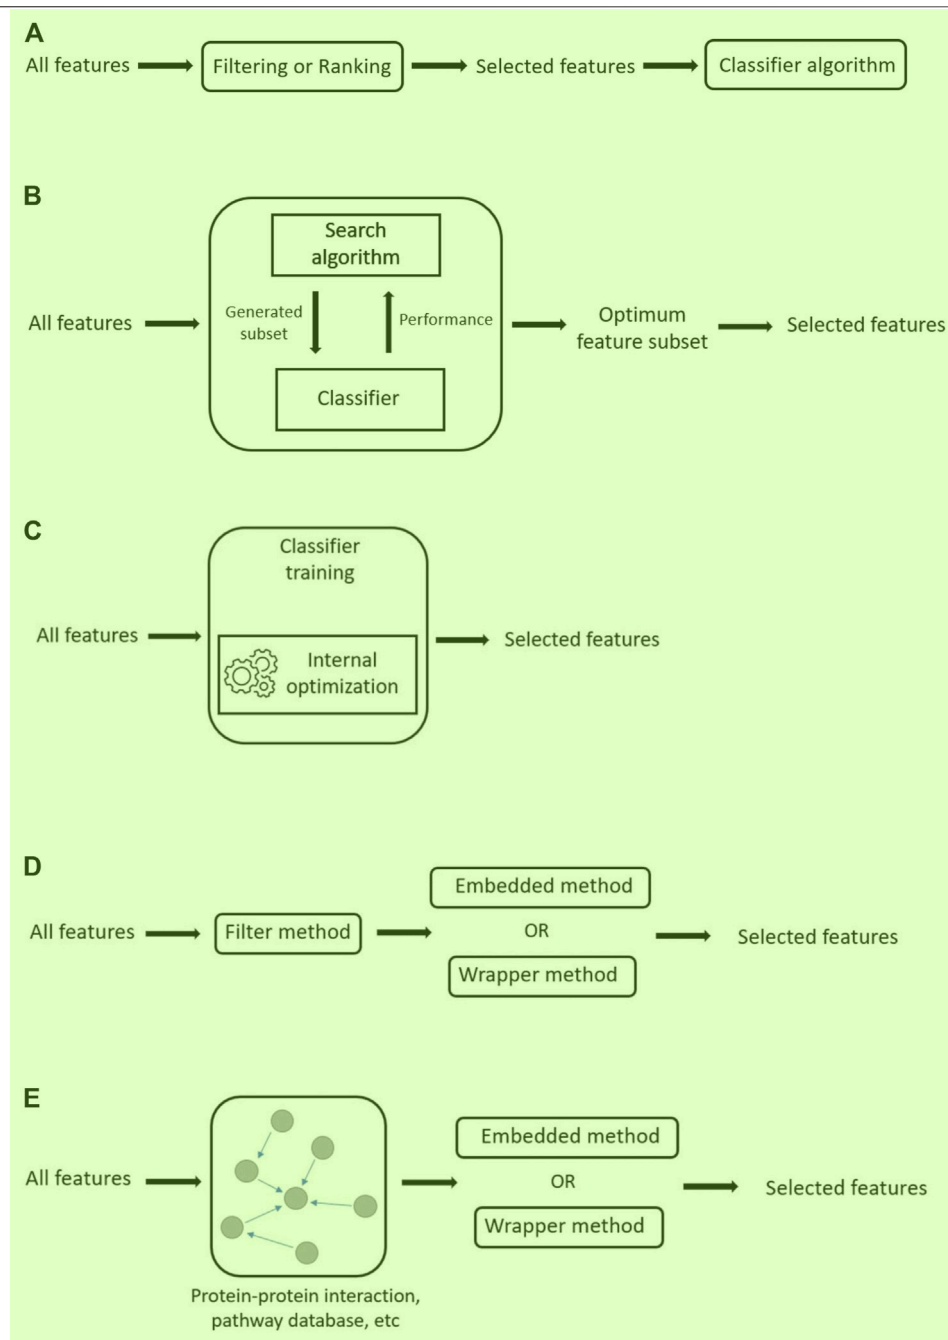 A
All features
Filtering or Ranking
Selected features
Classifier algorithm
B
Search
algorithm
Generated
subset
Performance
Classifier
All features
Optimum
feature subset
Selected features
C
Classifier
training
All features
Internal
optimization
Selected features
D
All features
Filter method
Embedded method
OR
Wrapper method
Selected features
E
All features
Protein-protein interaction,
pathway database, etc
Embedded method
OR
Wrapper method
Selected features